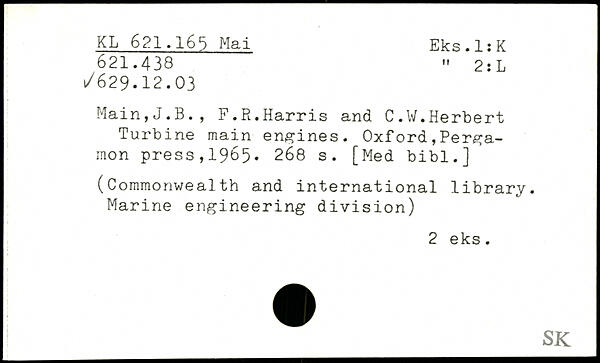 KL 621.165 Mai Eks.1:K
621.438 " 2:L
✓629.12.03
Main,J.B., F.R.Harris and C.W.Herbert
Turbine main engines. Oxford,Perga-
mon press,1965. 268 s. [Med bibl.]
(Commonwealth and international library.
Marine engineering division)
2 eks.
SK